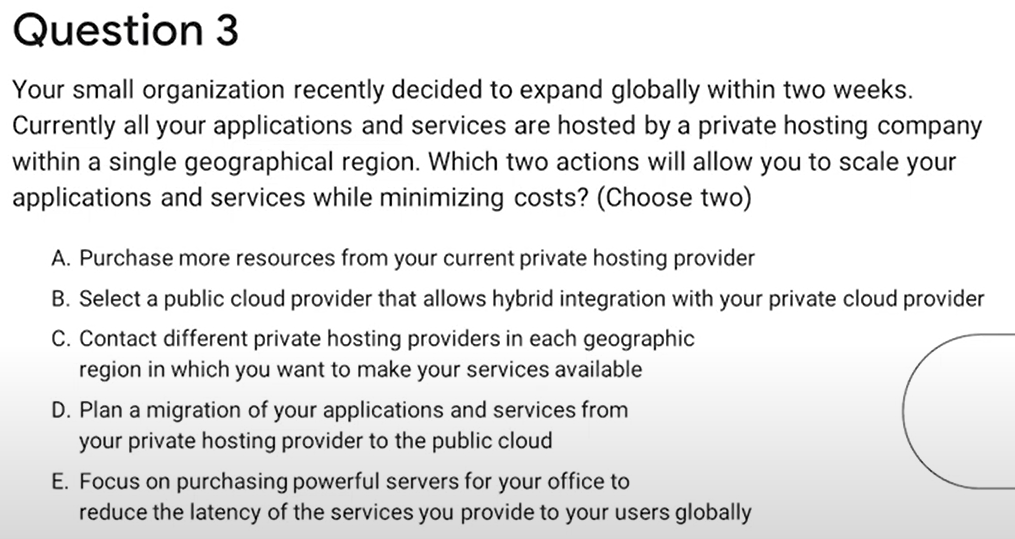 Question 3
Your small organization recently decided to expand globally within two weeks.
Currently all your applications and services are hosted by a private hosting company
within a single geographical region. Which two actions will allow you to scale your
applications and services while minimizing costs? (Choose two)
A. Purchase more resources from your current private hosting provider
B. Select a public cloud provider that allows hybrid integration with your private cloud provider
C. Contact different private hosting providers in each geographic
region in which you want to make your services available
D. Plan a migration of your applications and services from
your private hosting provider to the public cloud
E. Focus on purchasing powerful servers for your office to
reduce the latency of the services you provide to your users globally